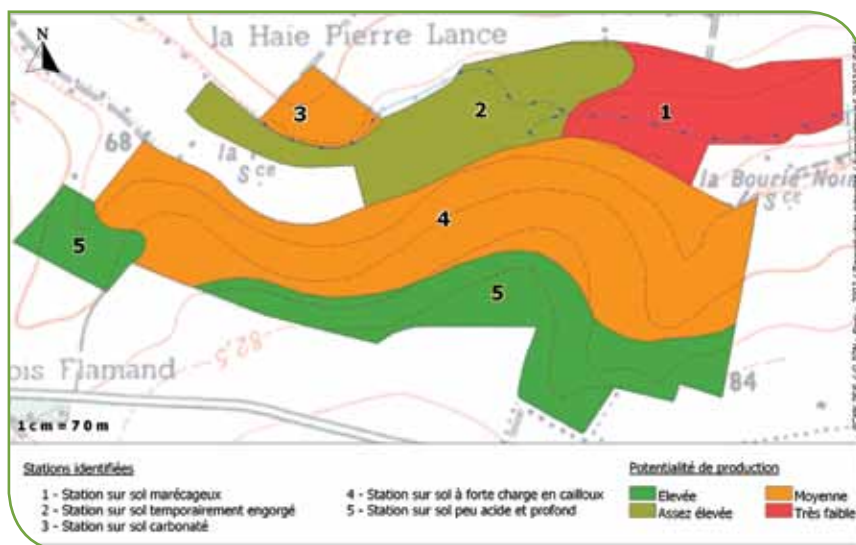 N
la Haie Pierre Lance
3
2
1
68
la
Sce
la Bourie Noire
Sce
4
5
5
82,5
ois Flamand
84
1 cm = 70 m
Stations identifiées
1 - Station sur sol marécageux
2 - Station sur sol temporairement engorgé
3 - Station sur sol carbonaté
4 - Station sur sol à forte charge en cailloux
5 - Station sur sol peu acide et profond
Potentialité de production
Elevée
Assez élevée
Moyenne
Très faible